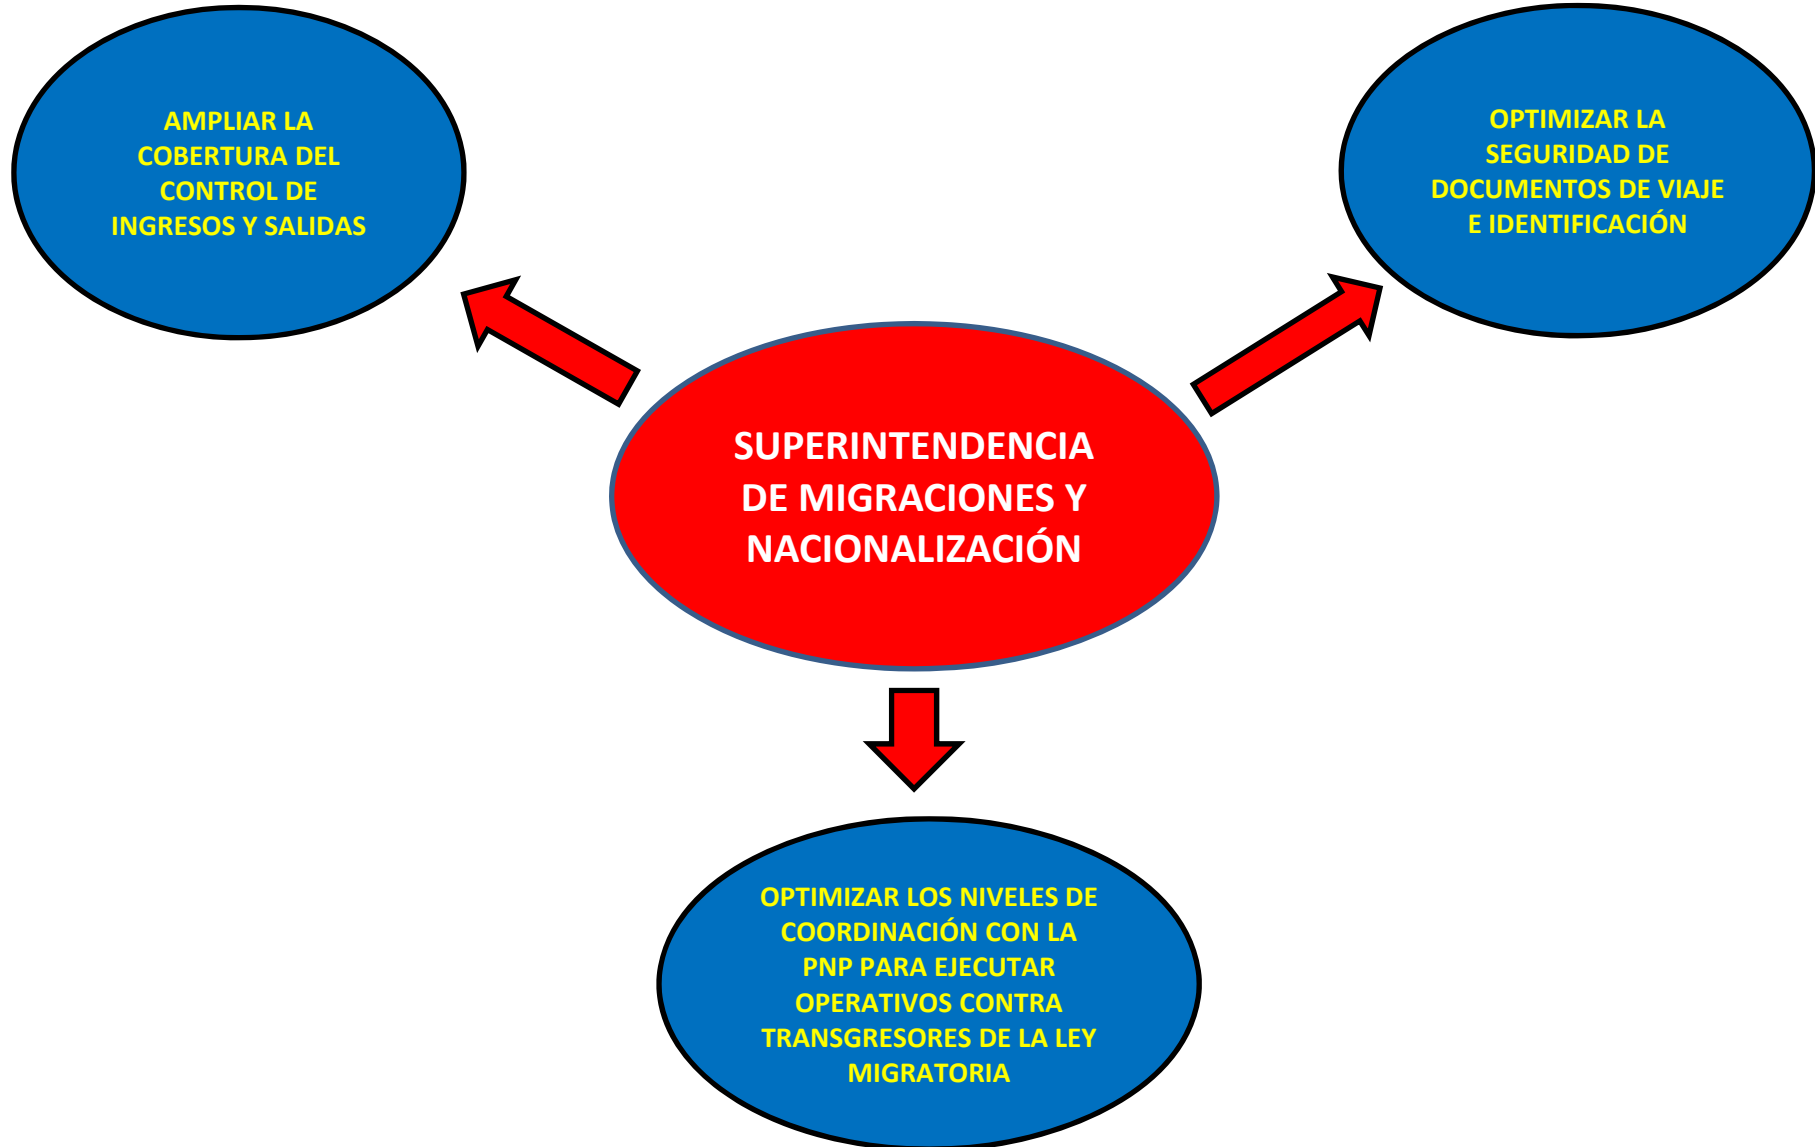 AMPLIAR LA
COBERTURA DEL
CONTROL DE
INGRESOS Y SALIDAS
OPTIMIZAR LA
SEGURIDAD DE
DOCUMENTOS DE VIAJE
E IDENTIFICACIÓN
SUPERINTENDENCIA
DE MIGRACIONES Y
NACIONALIZACIÓN
OPTIMIZAR LOS NIVELES DE
COORDINACIÓN CON LA
PNP PARA EJECUTAR
OPERATIVOS CONTRA
TRANSGRESORES DE LA LEY
MIGRATORIA